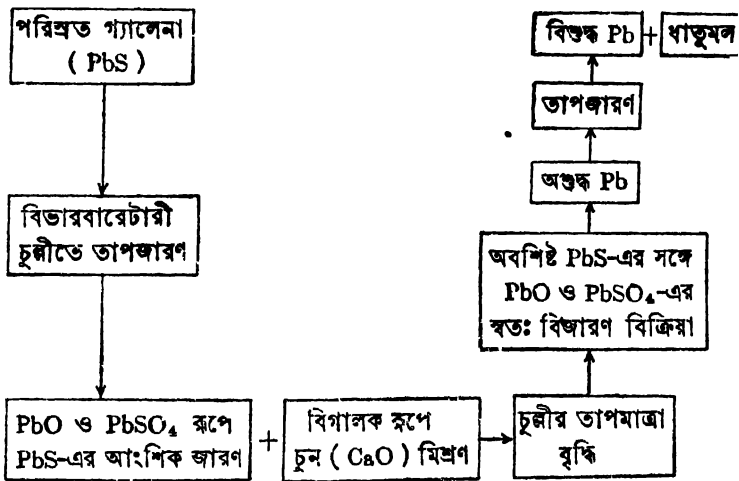 পরিস্রুত গ্যালেনা
( PbS )
বিভারবারেটারী
চুল্লীতে তাপজারণ
PbO ও PbSO₄ রূপে
PbS-এর আংশিক জারণ
+
বিগালক রূপে
চুন ( CaO ) মিশ্রণ
চুল্লীর তাপমাত্রা
বৃদ্ধি
অবশিষ্ট PbS-এর সঙ্গে
PbO ও PbSO₄-এর
স্বতঃ বিজারণ বিক্রিয়া
অশুদ্ধ Pb
তাপজারণ
বিশুদ্ধ Pb + ধাতুমল